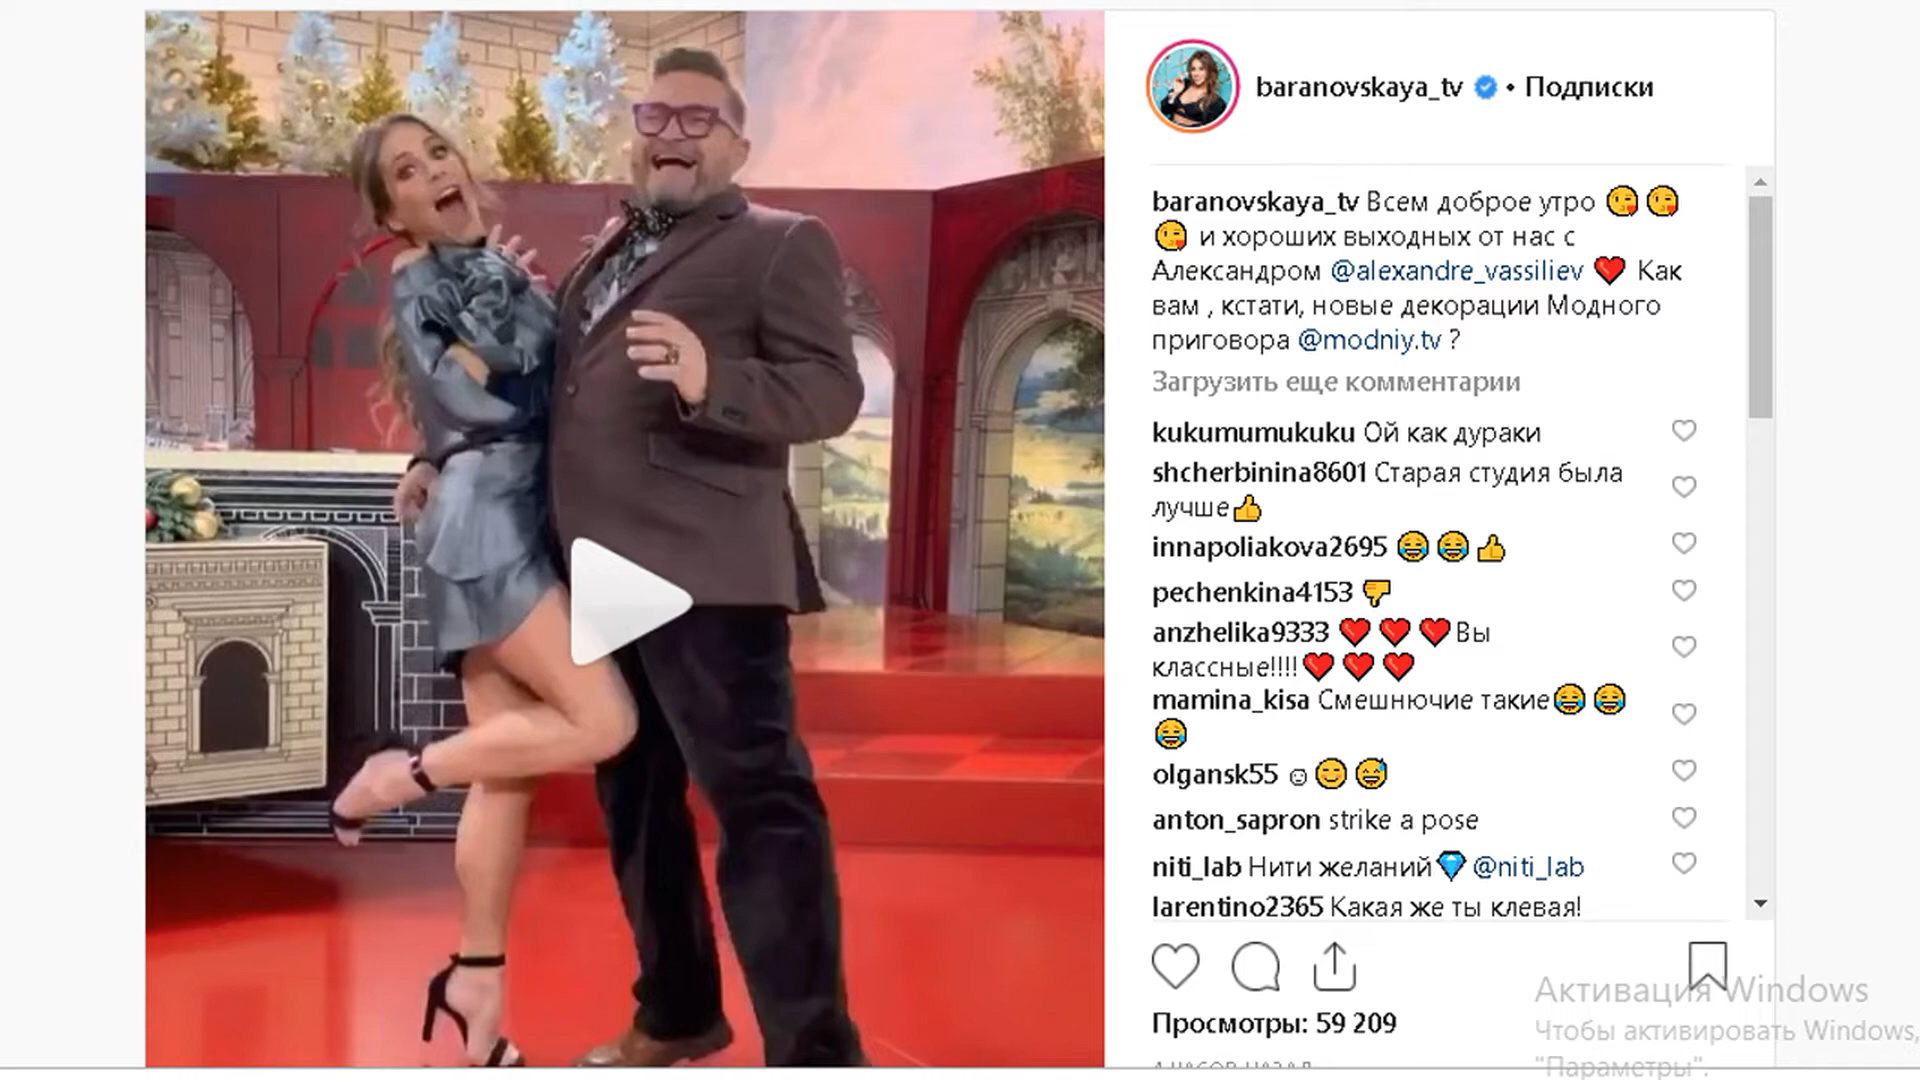 baranovskaya_tv • Подписки
baranovskaya_tv Всем доброе утро 😘😘
😘 и хороших выходных от нас с
Александром @alexandre_vassiliev ❤️ Как
вам , кстати, новые декорации Модного
приговора @modniy.tv ?
Загрузить еще комментарии
kukumumukuku Ой как дураки
shcherbinina8601 Старая студия была
лучше👍
innapoliakova2695 😂😂👍
pechenkina4153 👎
anzhelika9333 ❤️❤️❤️Вы
классные!!!!❤️❤️❤️
mamina_kisa Смешнючие такие😂😂
😂
olgansk55 ☺😊😅
anton_sapron strike a pose
niti_lab Нити желаний💎 @niti_lab
larentino2365 Какая же ты клевая!
Просмотры: 59 209
4 ЧАСОВ НАЗАД
Активация Windows
Чтобы активировать Windows,
"Параметры".